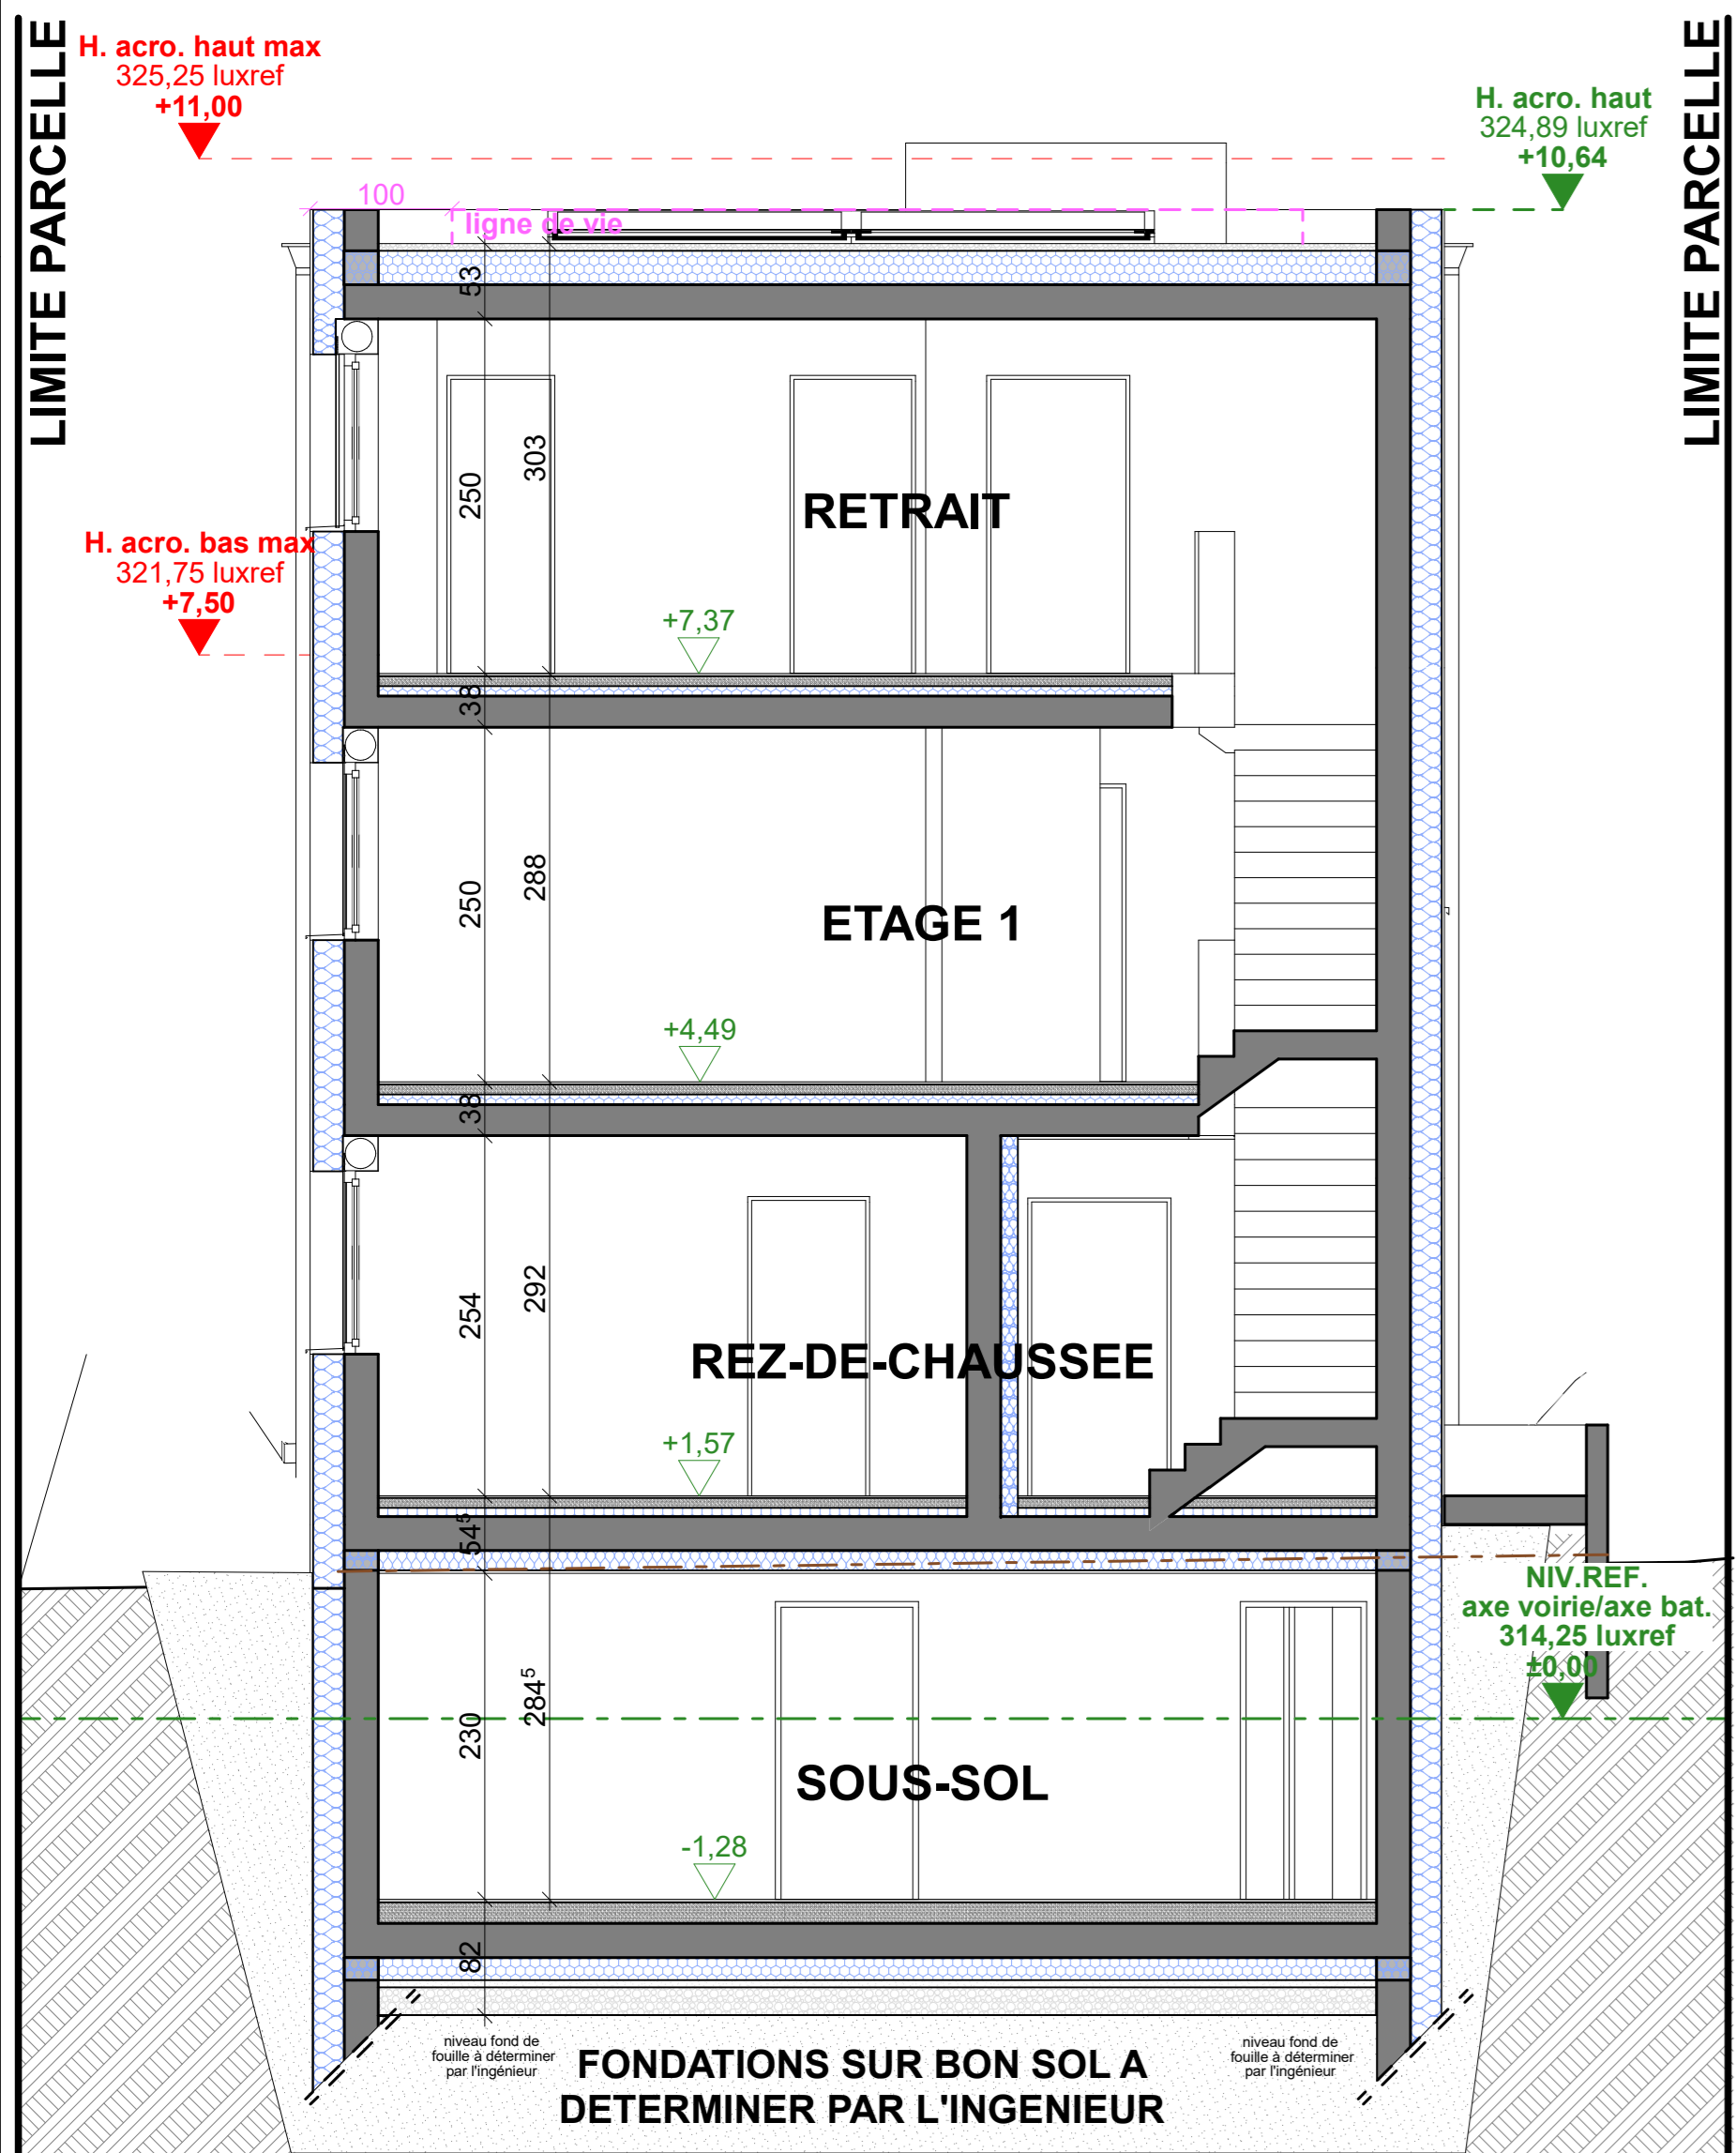 LIMITE PARCELLE
H. acro. haut max
325,25 luxref
+11,00
LIMITE PARCELLE
H. acro. haut
324,89 luxref
+10,64
100
ligne de vie
53
250
303
RETRAIT
H. acro. bas max
321,75 luxref
+7,50
+7,37
38
250
288
ETAGE 1
+4,49
38
254
292
REZ-DE-CHAUSSEE
+1,57
54⁵
NIV.REF.
axe voirie/axe bat.
314,25 luxref
±0,00
230
284⁵
SOUS-SOL
-1,28
82
niveau fond de
fouille à déterminer
par l'ingénieur
FONDATIONS SUR BON SOL A
DETERMINER PAR L'INGENIEUR
niveau fond de
fouille à déterminer
par l'ingénieur